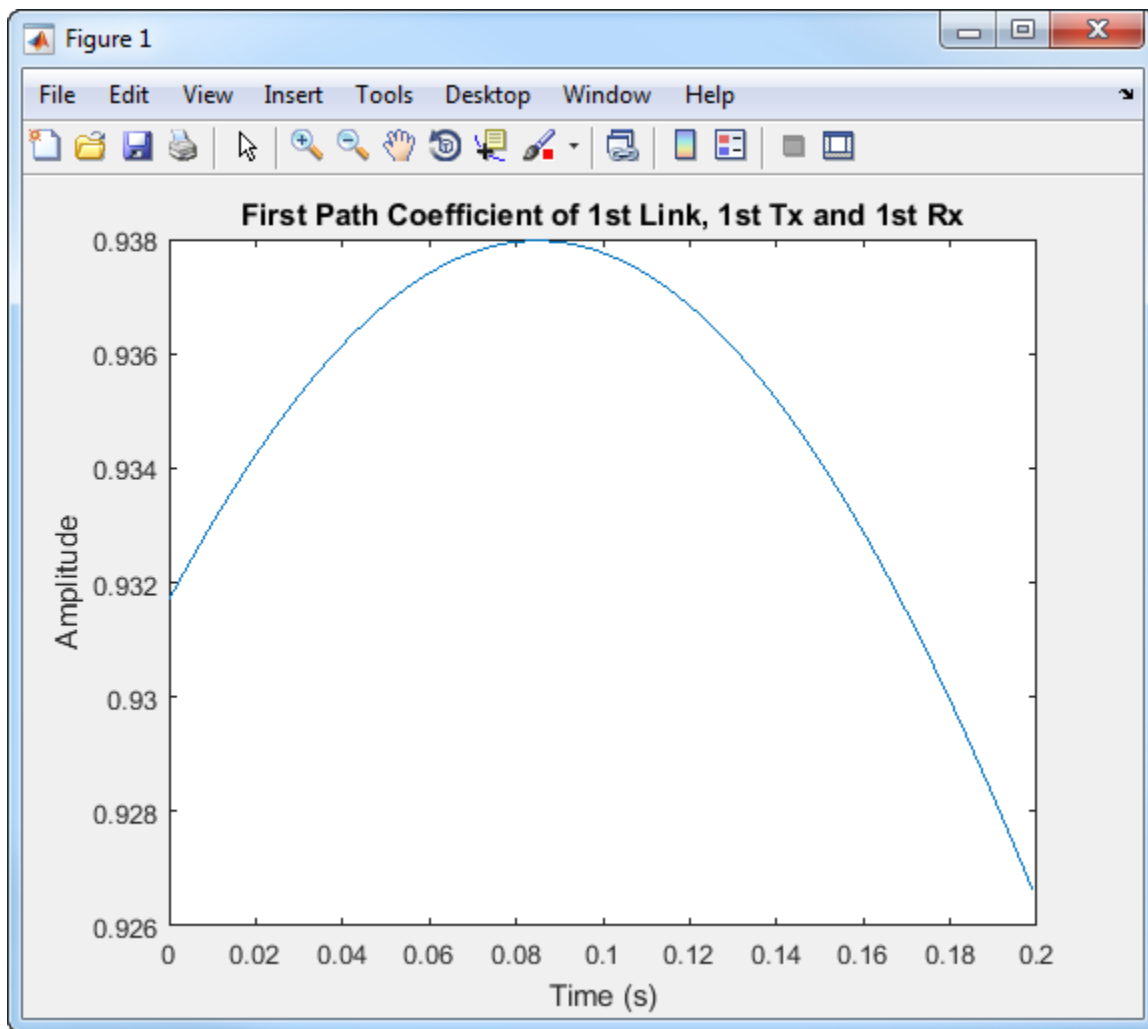 Figure 1
File Edit View Insert Tools Desktop Window Help
First Path Coefficient of 1st Link, 1st Tx and 1st Rx
0.938
0.936
0.934
0.932
0.93
0.928
0.926
Amplitude
0 0.02 0.04 0.06 0.08 0.1 0.12 0.14 0.16 0.18 0.2
Time (s)